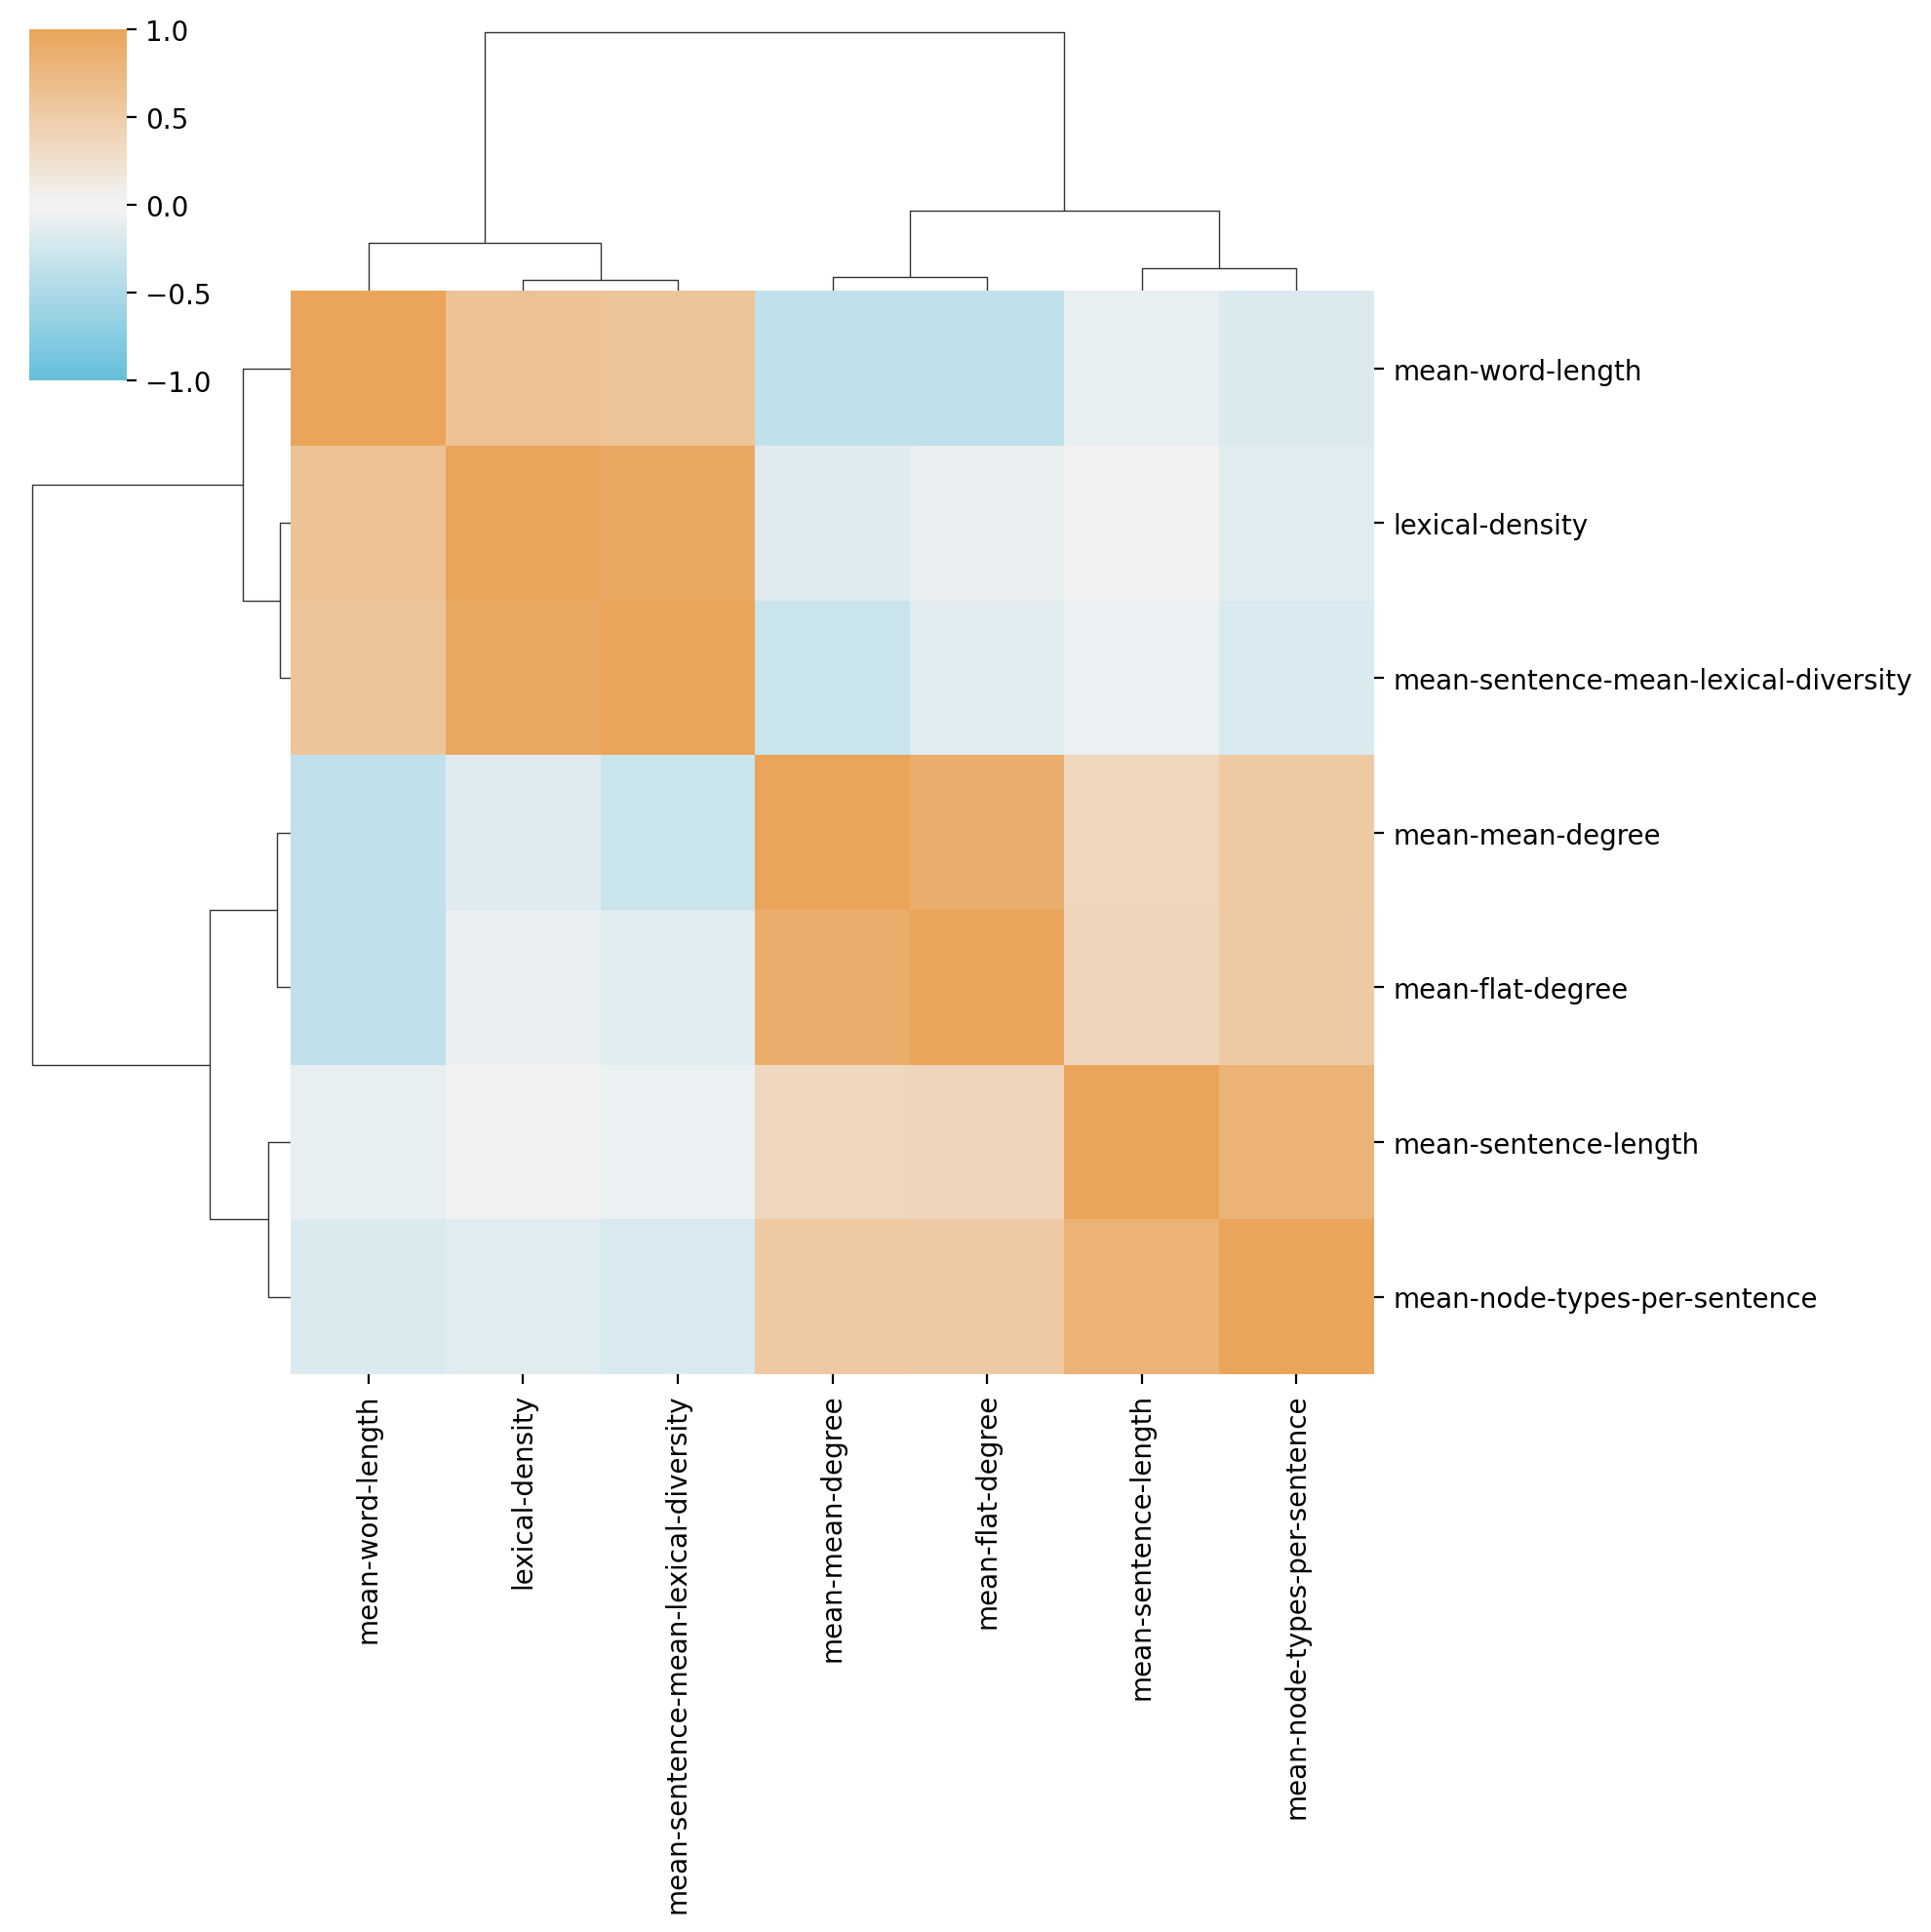 1.0
0.5
0.0
−0.5
−1.0
mean-word-length
lexical-density
mean-sentence-mean-lexical-diversity
mean-mean-degree
mean-flat-degree
mean-sentence-length
mean-node-types-per-sentence
mean-word-length
lexical-density
mean-sentence-mean-lexical-diversity
mean-mean-degree
mean-flat-degree
mean-sentence-length
mean-node-types-per-sentence